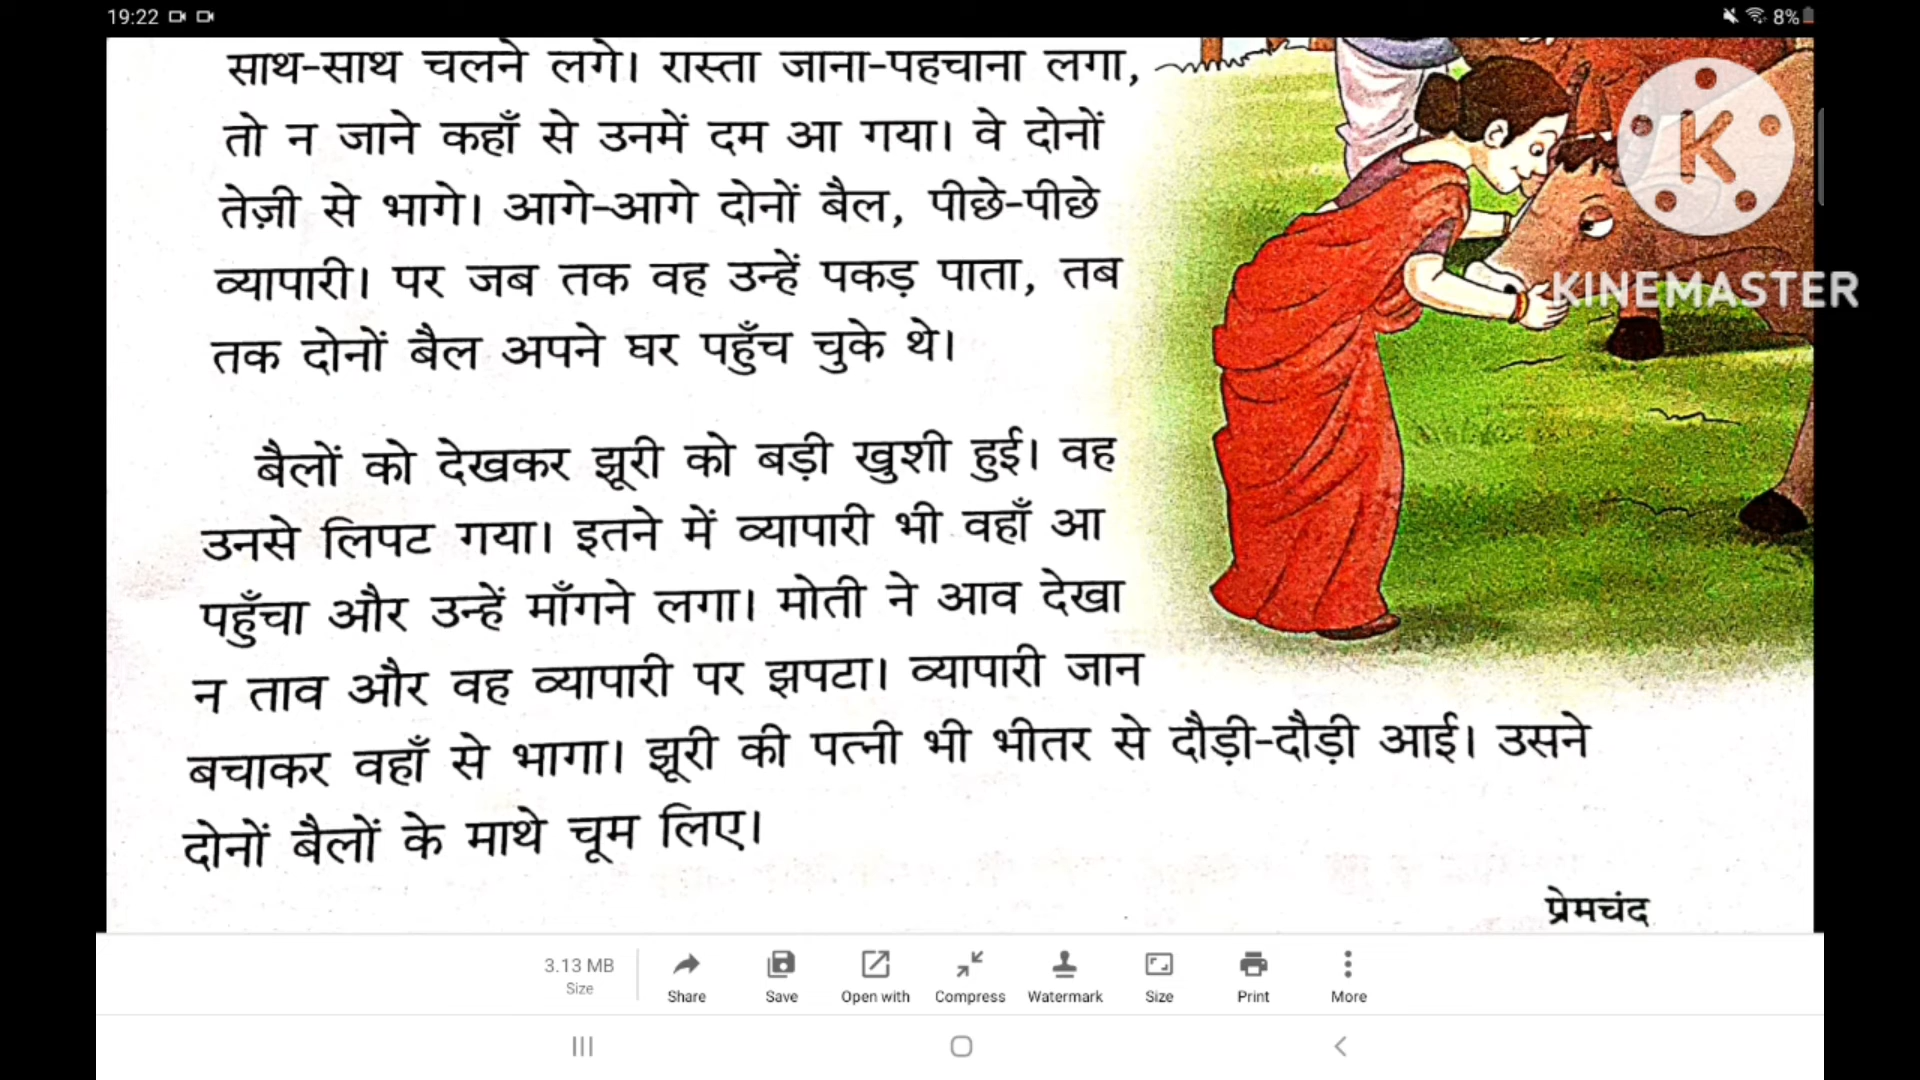 19:22
8%
साथ-साथ चलने लगे। रास्ता जाना-पहचाना लगा,
तो न जाने कहाँ से उनमें दम आ गया। वे दोनों
तेज़ी से भागे। आगे-आगे दोनों बैल, पीछे-पीछे
व्यापारी। पर जब तक वह उन्हें पकड़ पाता, तब
तक दोनों बैल अपने घर पहुँच चुके थे।
बैलों को देखकर झूरी को बड़ी खुशी हुई। वह
उनसे लिपट गया। इतने में व्यापारी भी वहाँ आ
पहुँचा और उन्हें माँगने लगा। मोती ने आव देखा
न ताव और वह व्यापारी पर झपटा। व्यापारी जान
बचाकर वहाँ से भागा। झूरी की पत्नी भी भीतर से दौड़ी-दौड़ी आई। उसने
दोनों बैलों के माथे चूम लिए।
प्रेमचंद
K
KINEMASTER
3.13 MB
Size
Share
Save
Open with
Compress
Watermark
Size
Print
More